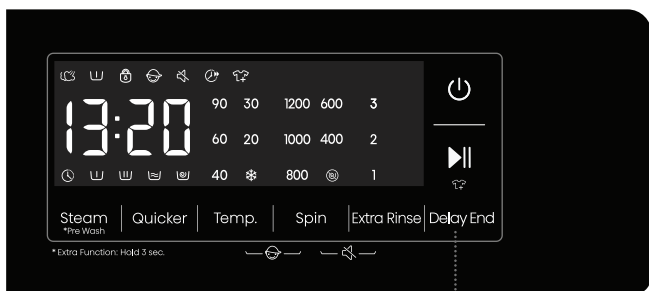 13:20
90 30 1200 600 3
60 20 1000 400 2
40 800 1
Steam Quicker Temp. Spin Extra Rinse Delay End
*Pre Wash
*Extra Function: Hold 3 sec.